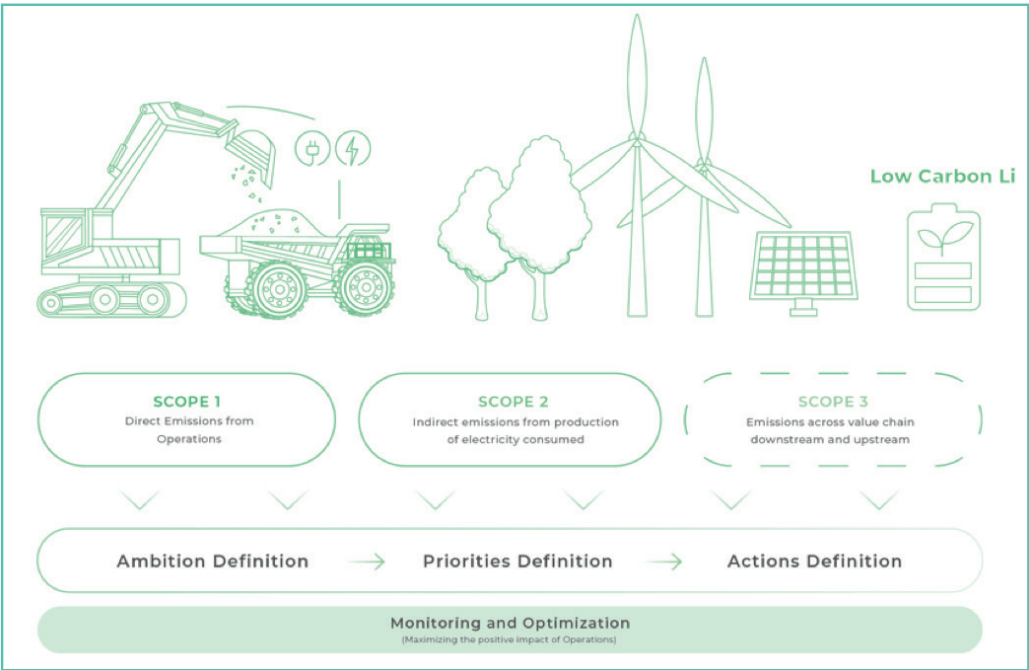 Low Carbon Li
SCOPE 1
Direct Emissions from
Operations
SCOPE 2
Indirect emissions from production
of electricity consumed
SCOPE 3
Emissions across value chain
downstream and upstream
Ambition Definition
Priorities Definition
Actions Definition
Monitoring and Optimization
(Maximizing the positive impact of Operations)